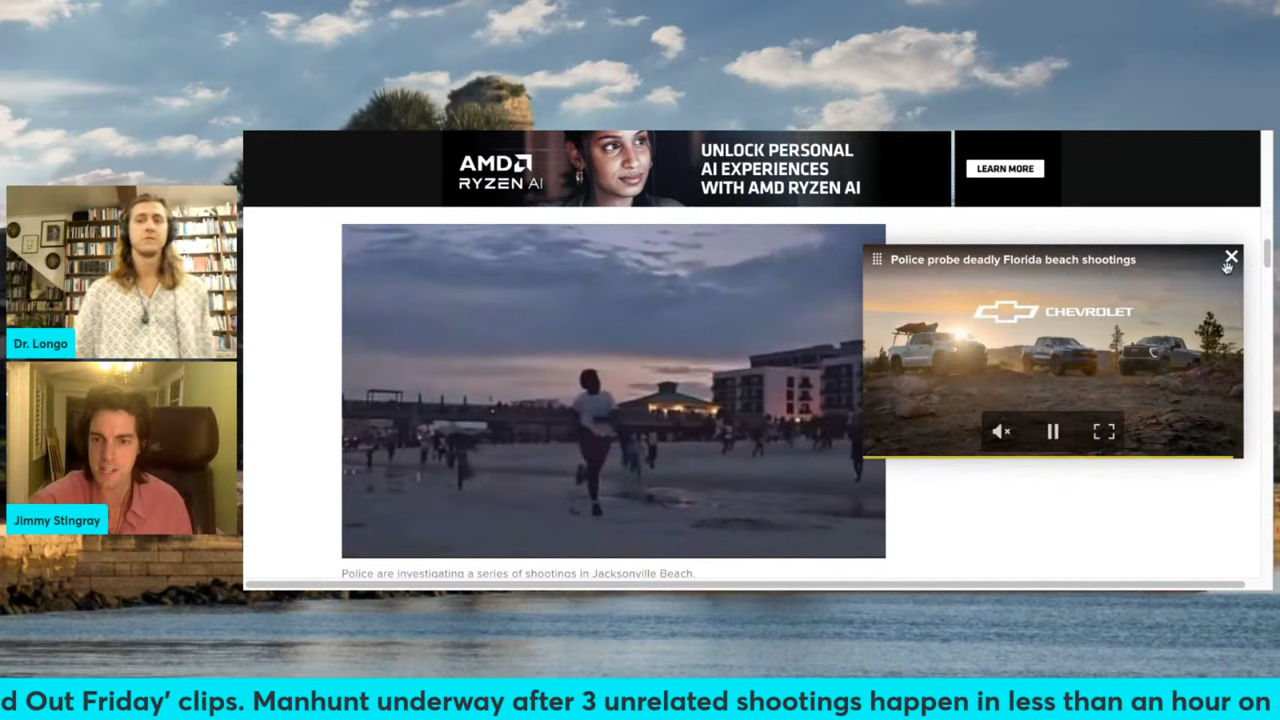 AMD
RYZEN AI
UNLOCK PERSONAL
AI EXPERIENCES
WITH AMD RYZEN AI
LEARN MORE
Police probe deadly Florida beach shootings
CHEVROLET
Dr. Longo
Jimmy Stingray
Police are investigating a series of shootings in Jacksonville Beach.
d Out Friday’ clips. Manhunt underway after 3 unrelated shootings happen in less than an hour on